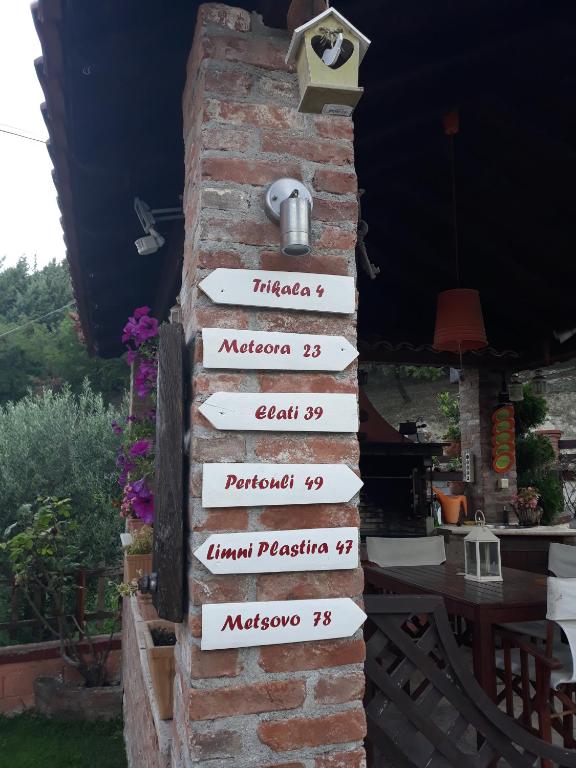 Trikala 4
Meteora 23
Elati 39
Pertouli 49
Limni Plastira 47
Metsovo 78